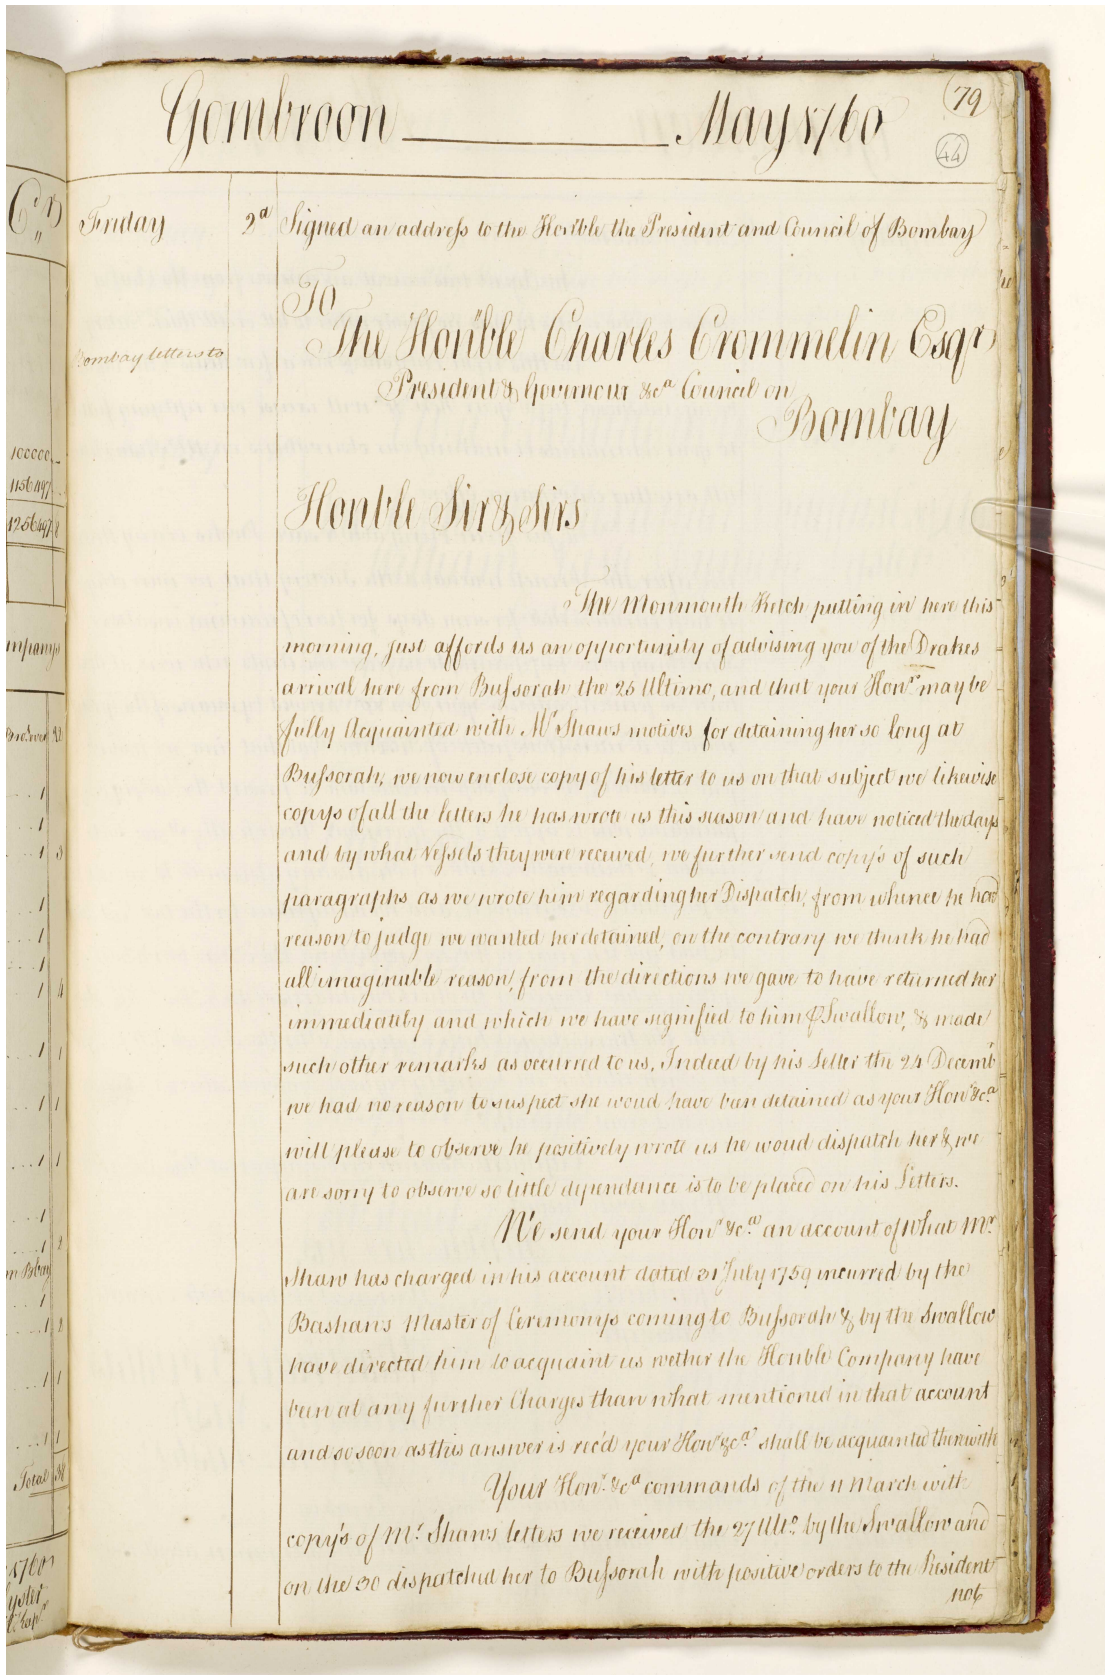 Gombroon May 1760
79
44
Friday 2d Signed an address to the Honble the President and Council of Bombay
To
Bombay letters to
The Honble Charles Crommelin Esqr
President & Governour &ca Council on
Bombay
Honble Sir & Sirs
The Monmouth Ketch putting in here this
morning, just affords us an opportunity of advising you of the Drakes
arrival here from Bussorah the 25 Ultimo, and that your Honrs may be
fully Acquainted with Mr Shaws motives for detaining her so long at
Bussorah, we now enclose copy of his letter to us on that subject we likewise
copys of all the letters he has wrote us this season and have noticed the days
and by what Vessels they were received, we further send copy's of such
paragraphs as we wrote him regarding her Dispatch, from whence he had
reason to judge we wanted her detained, on the contrary we think he had
all imaginable reason, from the directions we gave to have returned her
immediately and which we have signified to him ⅌ Swallow, & made
such other remarks as occurred to us, Indeed by his Letter the 24 Decemb
we had no reason to suspect she woud have been detained as your Honr &ca
will please to observe he positively wrote us he woud dispatch her & we
are sorry to observe so little dependance is to be placed on his Letters.
We send your Honr &ca an account of what Mr
Shaw has charged in his account dated 31 July 1759 incurred by the
Bashaws Master of Ceremonys coming to Bussorah & by the Swallow
have directed him to acquaint us wether the Honble Company have
been at any further Charges than what mentioned in that account
and so soon as this answer is rec'd your Honr &ca shall be acquainted therewith
Your Honr &ca commands of the 11 March with
copy's of Mr Shaws letters we received the 27 Ulto by the Swallow and
on the 30 dispatched her to Bussorah with positive orders to the Resident
not
100000
1156497
1256497 8
Total 38
1760